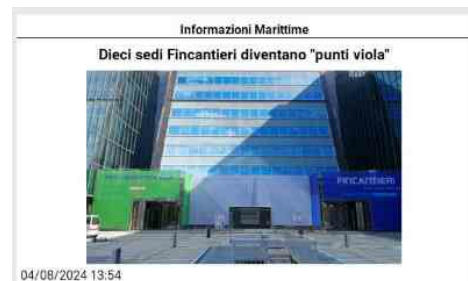 Informazioni Marittime
Dieci sedi Fincantieri diventano "punti viola"
FINCANTIERI
04/08/2024 13:54